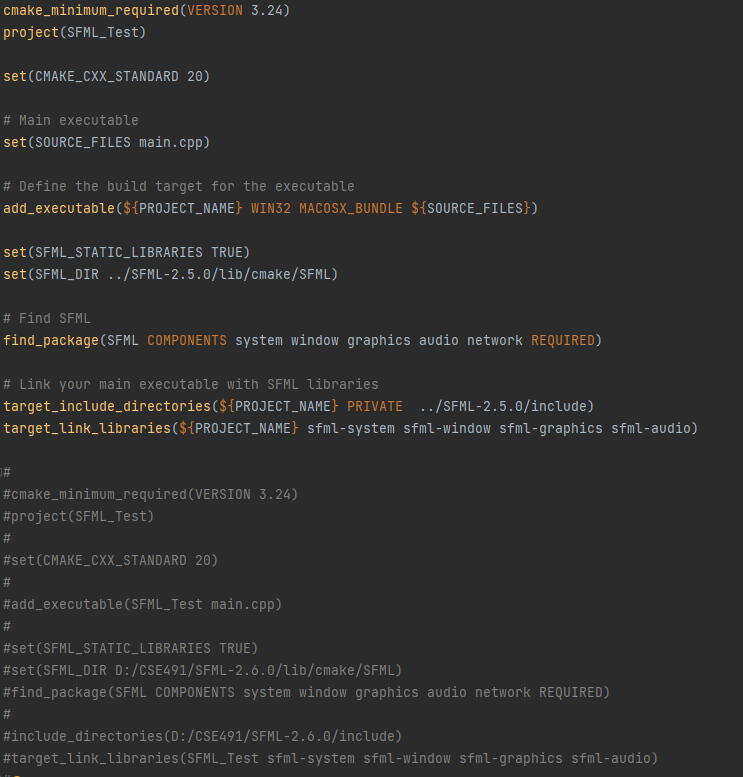 cmake_minimum_required(VERSION 3.24)
project(SFML_Test)
set(CMAKE_CXX_STANDARD 20)
# Main executable
set(SOURCE_FILES main.cpp)
# Define the build target for the executable
add_executable(${PROJECT_NAME} WIN32 MACOSX_BUNDLE ${SOURCE_FILES})
set(SFML_STATIC_LIBRARIES TRUE)
set(SFML_DIR ../SFML-2.5.0/lib/cmake/SFML)
# Find SFML
find_package(SFML COMPONENTS system window graphics audio network REQUIRED)
# Link your main executable with SFML libraries
target_include_directories(${PROJECT_NAME} PRIVATE  ../SFML-2.5.0/include)
target_link_libraries(${PROJECT_NAME} sfml-system sfml-window sfml-graphics sfml-audio)
#
#cmake_minimum_required(VERSION 3.24)
#project(SFML_Test)
#
#set(CMAKE_CXX_STANDARD 20)
#
#add_executable(SFML_Test main.cpp)
#
#set(SFML_STATIC_LIBRARIES TRUE)
#set(SFML_DIR D:/CSE491/SFML-2.6.0/lib/cmake/SFML)
#find_package(SFML COMPONENTS system window graphics audio network REQUIRED)
#
#include_directories(D:/CSE491/SFML-2.6.0/include)
#target_link_libraries(SFML_Test sfml-system sfml-window sfml-graphics sfml-audio)
#